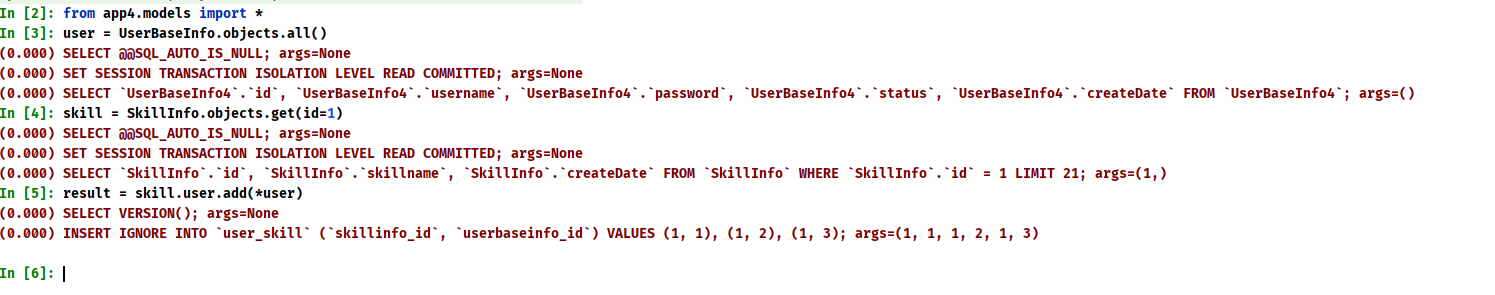 In [2]: from app4.models import *
In [3]: user = UserBaseInfo.objects.all()
(0.000) SELECT @@SQL_AUTO_IS_NULL; args=None
(0.000) SET SESSION TRANSACTION ISOLATION LEVEL READ COMMITTED; args=None
(0.000) SELECT `UserBaseInfo4`.`id`, `UserBaseInfo4`.`username`, `UserBaseInfo4`.`password`, `UserBaseInfo4`.`status`, `UserBaseInfo4`.`createDate` FROM `UserBaseInfo4`; args=()
In [4]: skill = SkillInfo.objects.get(id=1)
(0.000) SELECT @@SQL_AUTO_IS_NULL; args=None
(0.000) SET SESSION TRANSACTION ISOLATION LEVEL READ COMMITTED; args=None
(0.000) SELECT `SkillInfo`.`id`, `SkillInfo`.`skillname`, `SkillInfo`.`createDate` FROM `SkillInfo` WHERE `SkillInfo`.`id` = 1 LIMIT 21; args=(1,)
In [5]: result = skill.user.add(*user)
(0.000) SELECT VERSION(); args=None
(0.000) INSERT IGNORE INTO `user_skill` (`skillinfo_id`, `userbaseinfo_id`) VALUES (1, 1), (1, 2), (1, 3); args=(1, 1, 1, 2, 1, 3)
In [6]: